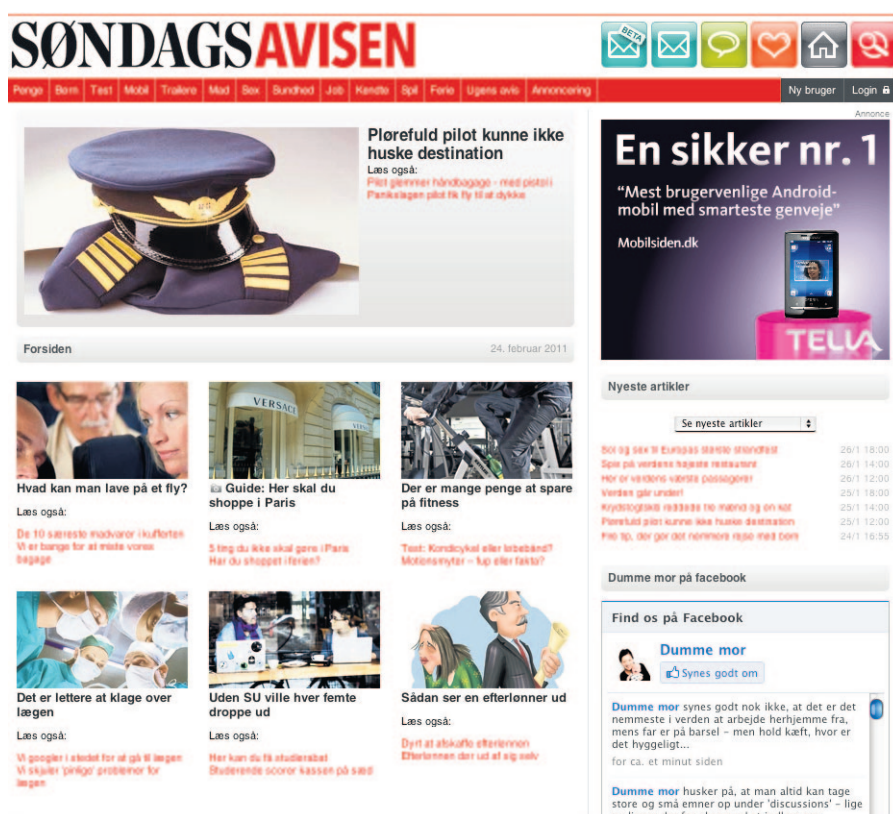 SØNDAGSAVISEN
BETA
Penge Børn Test Mobil Trailere Mad Sex Sundhed Job Kendte Spil Ferie Ugens avis Annoncering
Ny bruger Login
Annonce
Plørefuld pilot kunne ikke
huske destination
Læs også:
Pilot glemmer håndbagage - med pistol i
Panikslagen pilot fik fly til at dykke
En sikker nr. 1
“Mest brugervenlige Android-
mobil med smarteste genveje”
Mobilsiden.dk
TELIA
Forsiden
24. februar 2011
Hvad kan man lave på et fly?
Læs også:
De 10 særeste madvarer i kufferten
Vi er bange for at miste vores
bagage
VERSACE
Guide: Her skal du
shoppe i Paris
Læs også:
5 ting du ikke skal gøre i Paris
Har du shoppet i ferien?
Der er mange penge at spare
på fitness
Læs også:
Test: Kondicykel eller løbebånd?
Motionsmyter – fup eller fakta?
Det er lettere at klage over
lægen
Læs også:
Vi googler i stedet for at gå til lægen
Vi skjuler 'pinlige' problemer for
lægen
Uden SU ville hver femte
droppe ud
Læs også:
Her kan du få studierabat
Studerende scorer kassen på sæd
Sådan ser en efterlønner ud
Læs også:
Dyrt at afskaffe efterlønnen
Efterlønnen dør ud af sig selv
Nyeste artikler
Se nyeste artikler
Sol og sex til Europas største strandfest 26/1 18:00
Spis på verdens højeste restaurant 26/1 14:00
Her er verdens værste passagerer 26/1 12:00
Verden går under! 25/1 18:00
Krydstogtskib reddede tre mænd og en kat 25/1 14:00
Plørefuld pilot kunne ikke huske destination 25/1 12:00
Fire tip, der gør det nemmere rejse med børn 24/1 16:55
Dumme mor på facebook
Find os på Facebook
Dumme mor
Synes godt om
Dumme mor synes godt nok ikke, at det er det
nemmeste i verden at arbejde herhjemme fra,
mens far er på barsel – men hold kæft, hvor er
det hyggeligt...
for ca. et minut siden
Dumme mor husker på, at man altid kan tage
store og små emner op under 'discussions' – lige